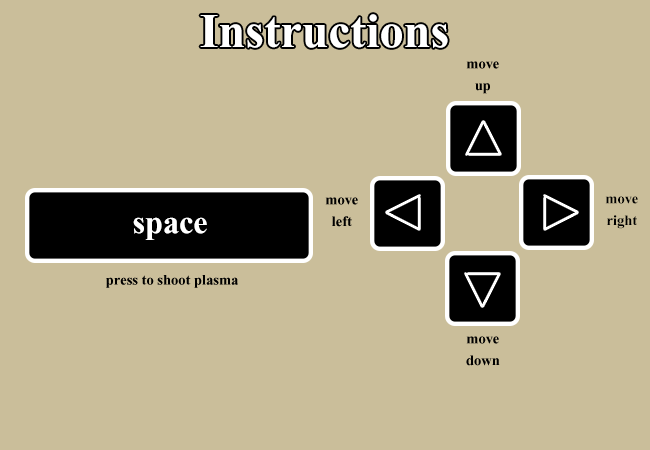 Instructions
move
up
space
press to shoot plasma
move
left
move
right
move
down